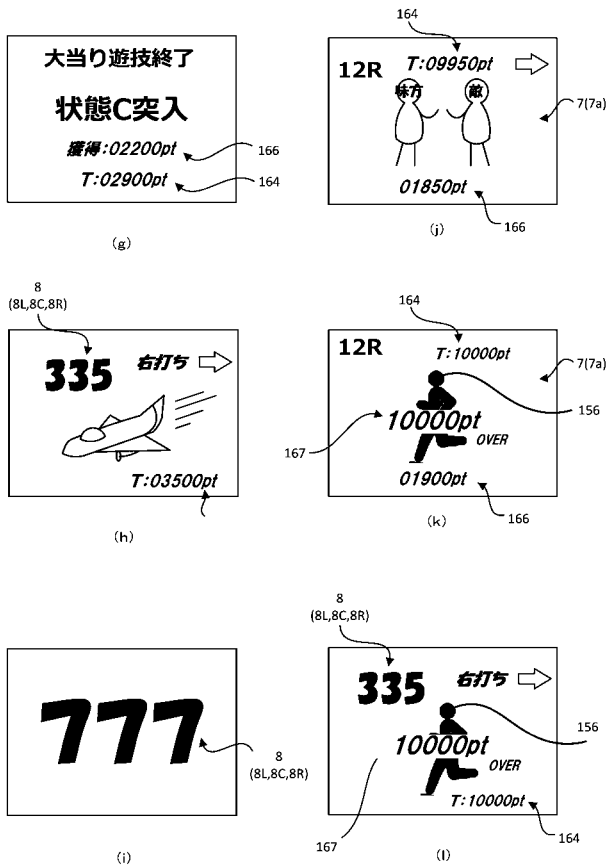 大当り遊技終了
状態C突入
獲得:02200pt
166
T:02900pt
164
(g)
8
(8L,8C,8R)
335
右打ち
T:03500pt
(h)
777
8
(8L,8C,8R)
(i)
164
12R
T:09950pt
味方
敵
7(7a)
01850pt
166
(j)
164
12R
T:10000pt
7(7a)
156
10000pt
167
OVER
01900pt
166
(k)
8
(8L,8C,8R)
335
右打ち
156
10000pt
OVER
T:10000pt
167
164
(l)